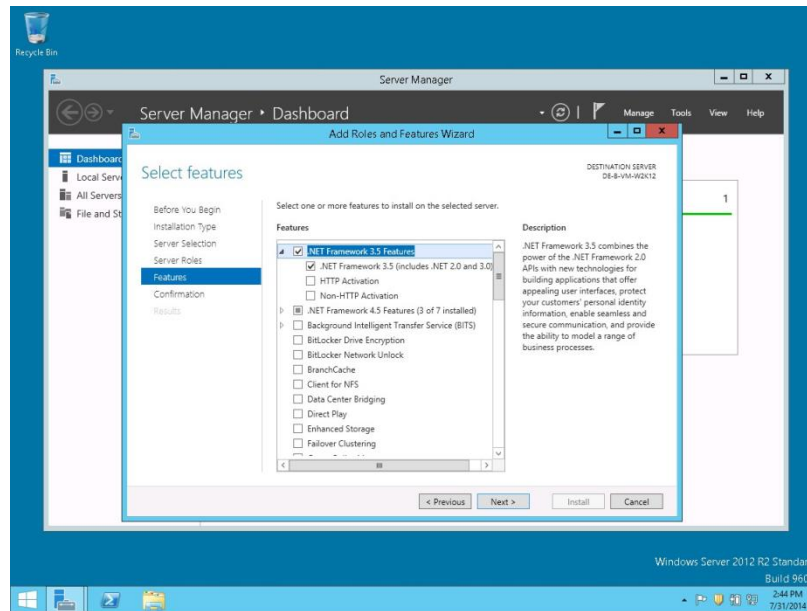 Recycle Bin
Server Manager
Server Manager • Dashboard
Manage Tools View Help
Add Roles and Features Wizard
Dashboard
Local Serv
All Servers
File and St
1
Select features
DESTINATION SERVER
D8-8-VM-W2K12
Before You Begin
Installation Type
Server Selection
Server Roles
Features
Confirmation
Results
Select one or more features to install on the selected server.
Features
.NET Framework 3.5 Features
.NET Framework 3.5 (includes .NET 2.0 and 3.0)
HTTP Activation
Non-HTTP Activation
.NET Framework 4.5 Features (3 of 7 installed)
Background Intelligent Transfer Service (BITS)
BitLocker Drive Encryption
BitLocker Network Unlock
BranchCache
Client for NFS
Data Center Bridging
Direct Play
Enhanced Storage
Failover Clustering
Description
.NET Framework 3.5 combines the
power of the .NET Framework 2.0
APIs with new technologies for
building applications that offer
appealing user interfaces, protect
your customers' personal identity
information, enable seamless and
secure communication, and provide
the ability to model a range of
business processes.
< Previous Next > Install Cancel
Windows Server 2012 R2 Standar
Build 960
2:44 PM
7/31/2014